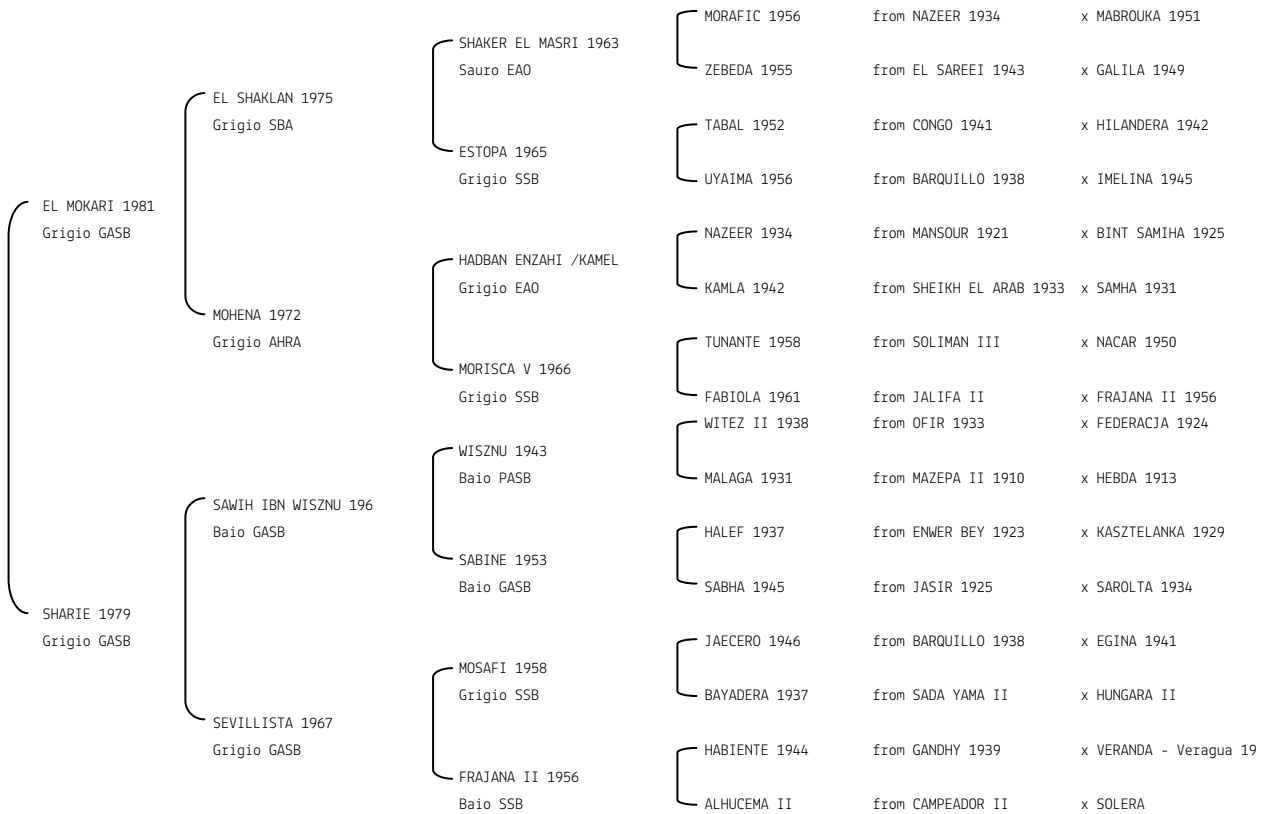 MORAFIC 1956 from NAZEER 1934 x MABROUKA 1951
SHAKER EL MASRI 1963
Sauro EAO ZEBEDA 1955 from EL SAREEI 1943 x GALILA 1949
EL SHAKLAN 1975
Grigio SBA TABAL 1952 from CONGO 1941 x HILANDERA 1942
ESTOPA 1965
Grigio SSB UYAIMA 1956 from BARQUILLO 1938 x IMELINA 1945
EL MOKARI 1981
Grigio GASB NAZEER 1934 from MANSOUR 1921 x BINT SAMIHA 1925
HADBAN ENZAHI /KAMEL
Grigio EAO KAMLA 1942 from SHEIKH EL ARAB 1933 x SAMHA 1931
MOHENA 1972
Grigio AHRA TUNANTE 1958 from SOLIMAN III x NACAR 1950
MORISCA V 1966
Grigio SSB FABIOLA 1961 from JALIFA II x FRAJANA II 1956
WITEZ II 1938 from OFIR 1933 x FEDERACJA 1924
WISZNU 1943
Baio PASB MALAGA 1931 from MAZEPA II 1910 x HEBDA 1913
SAWIH IBN WISZNU 196
Baio GASB HALEF 1937 from ENWER BEY 1923 x KASZTELANKA 1929
SABINE 1953
Baio GASB SABHA 1945 from JASIR 1925 x SAROLTA 1934
SHARIE 1979
Grigio GASB JAECERO 1946 from BARQUILLO 1938 x EGINA 1941
MOSAFI 1958
Grigio SSB BAYADERA 1937 from SADA YAMA II x HUNGARA II
SEVILLISTA 1967
Grigio GASB HABIENTE 1944 from GANDHY 1939 x VERANDA - Veragua 19
FRAJANA II 1956
Baio SSB ALHUCEMA II from CAMPEADOR II x SOLERA